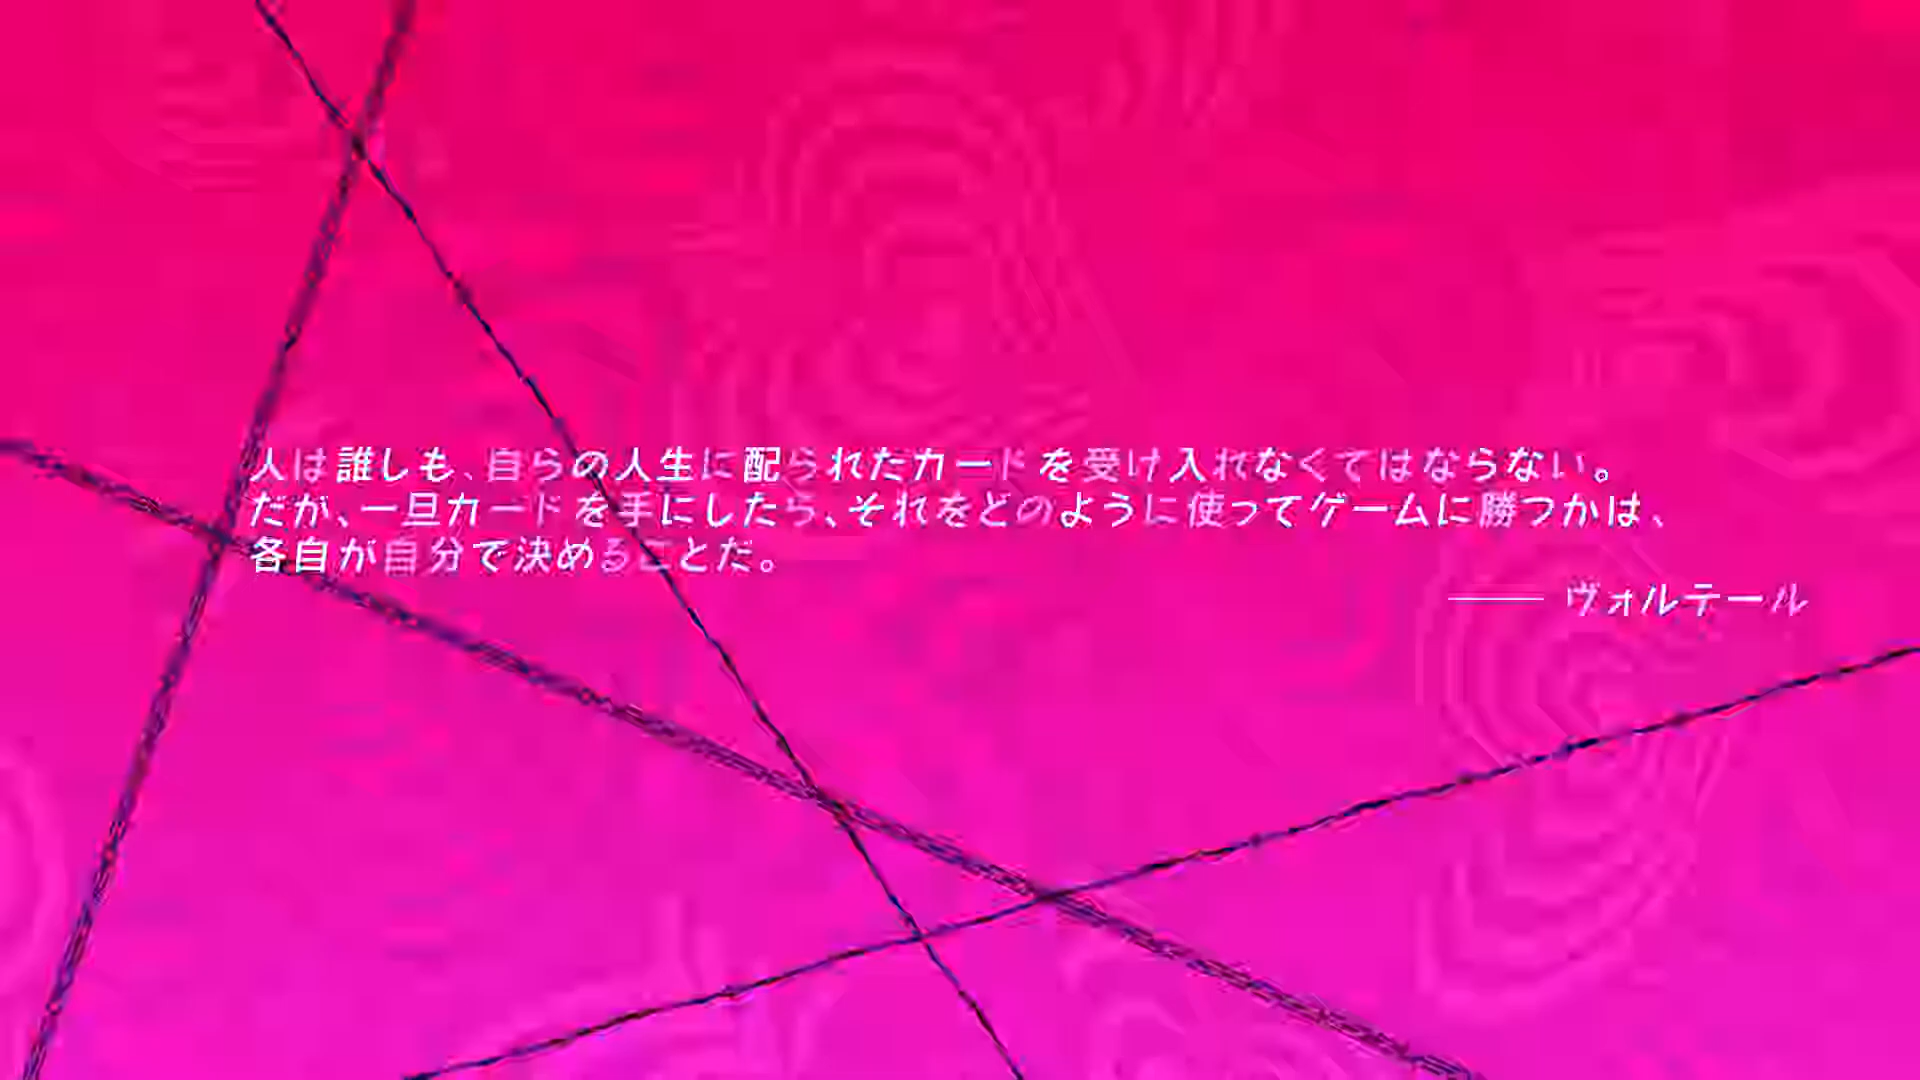 人は誰しも、自らの人生に配られたカードを受け入れなくてはならない。
だが、一旦カードを手にしたら、それをどのように使ってゲームに勝つかは、
各自が自分で決めることだ。
―― ヴォルテール